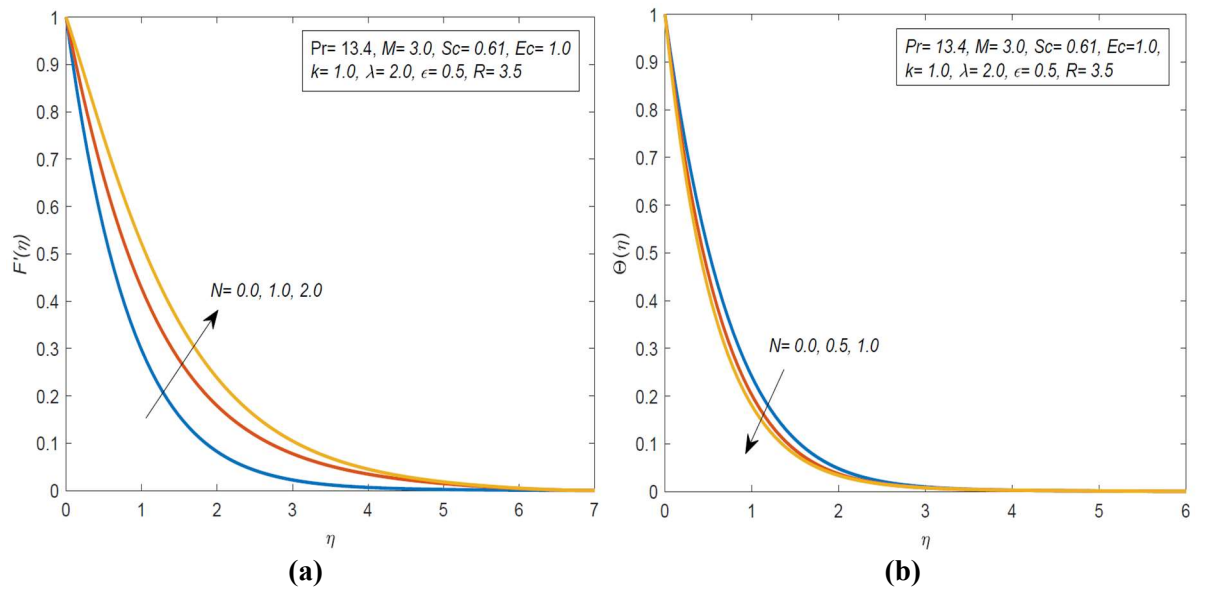 Pr= 13.4, M= 3.0, Sc= 0.61, Ec= 1.0
k= 1.0, λ= 2.0, ϵ= 0.5, R= 3.5
N= 0.0, 1.0, 2.0
F'(η)
1
0.9
0.8
0.7
0.6
0.5
0.4
0.3
0.2
0.1
0
0 1 2 3 4 5 6 7
η
(a)
Pr= 13.4, M= 3.0, Sc= 0.61, Ec=1.0,
k= 1.0, λ= 2.0, ϵ= 0.5, R= 3.5
N= 0.0, 0.5, 1.0
Θ(η)
1
0.9
0.8
0.7
0.6
0.5
0.4
0.3
0.2
0.1
0
0 1 2 3 4 5 6
η
(b)